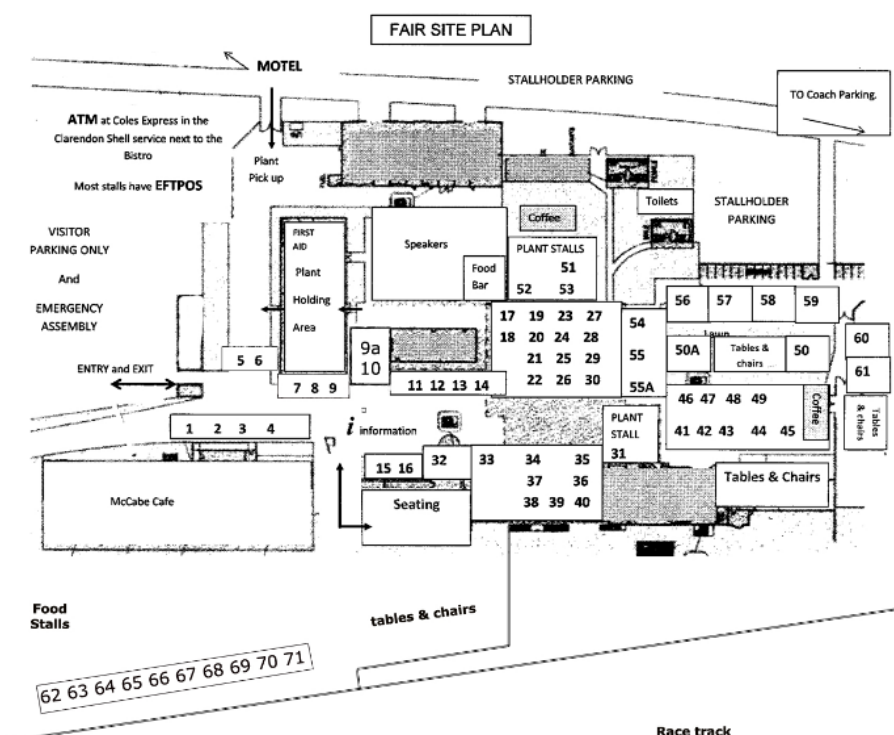 FAIR SITE PLAN
MOTEL
STALLHOLDER PARKING
TO Coach Parking.
ATM at Coles Express in the
Clarendon Shell service next to the
Bistro
Most stalls have EFTPOS
Plant
Pick up
VISITOR
PARKING ONLY
And
EMERGENCY
ASSEMBLY
ENTRY and EXIT
FIRST
AID
Plant
Holding
Area
Speakers
Food
Bar
Coffee
PLANT STALLS
51
52 53
Toilets
STALLHOLDER
PARKING
17 19 23 27
18 20 24 28
21 25 29
22 26 30
54
55
55A
56 57 58 59
Lawn
50A
Tables &
chairs ...
50
60
61
Tables
& chairs
46 47 48 49
41 42 43 44 45
Coffee
5 6
7 8 9
9a
10
11 12 13 14
1 2 3 4
i information
PLANT
STALL
31
15 16
32
33 34 35
37 36
38 39 40
Seating
Tables & Chairs
McCabe Cafe
Food
Stalls
tables & chairs
62 63 64 65 66 67 68 69 70 71
Race track